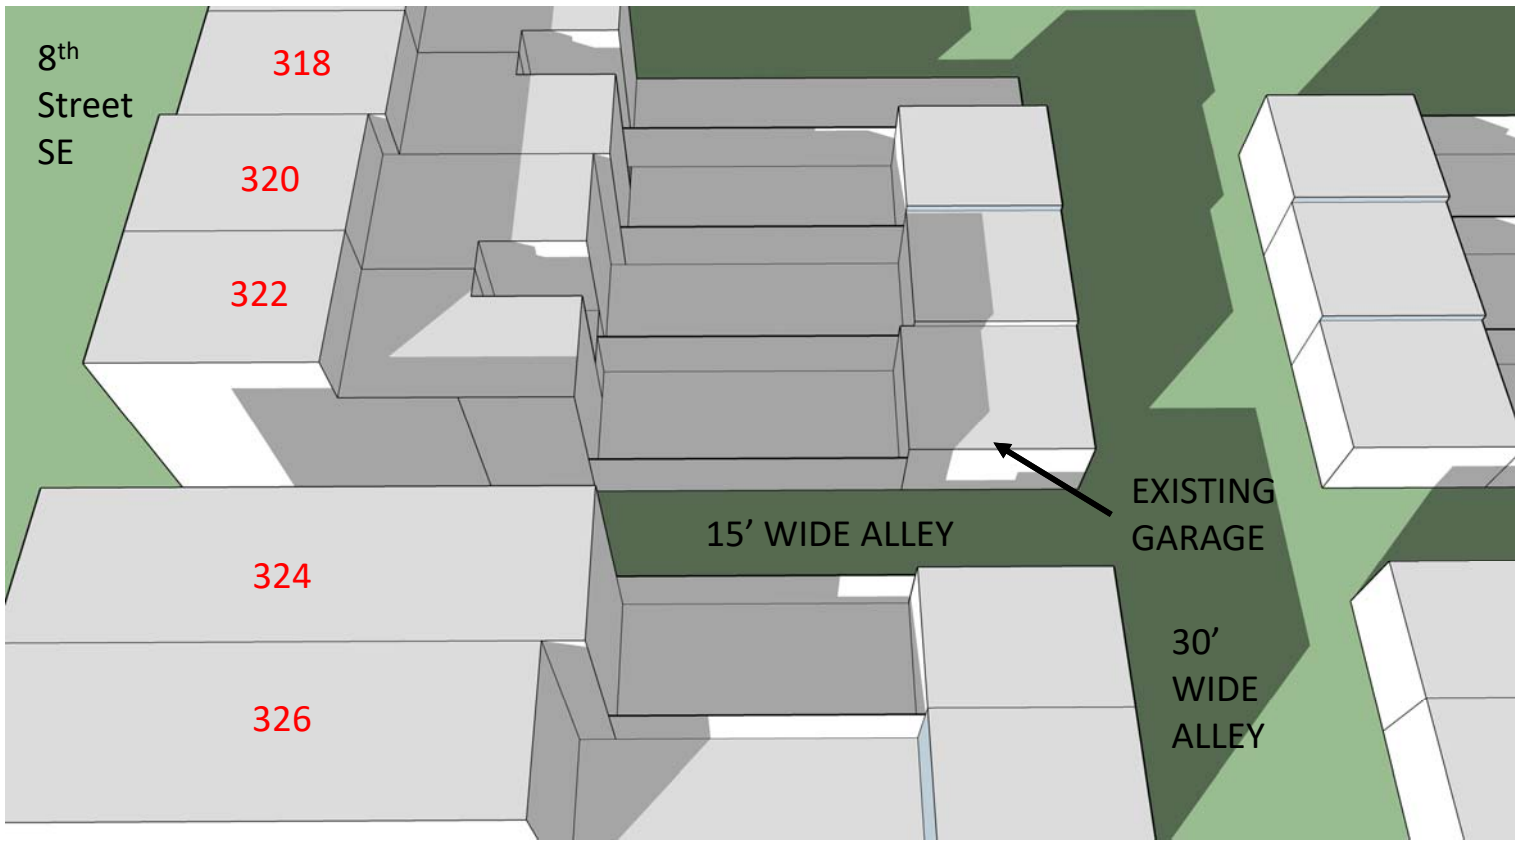 8th
Street
SE
318
320
322
EXISTING
GARAGE
15’ WIDE ALLEY
324
30’
WIDE
ALLEY
326